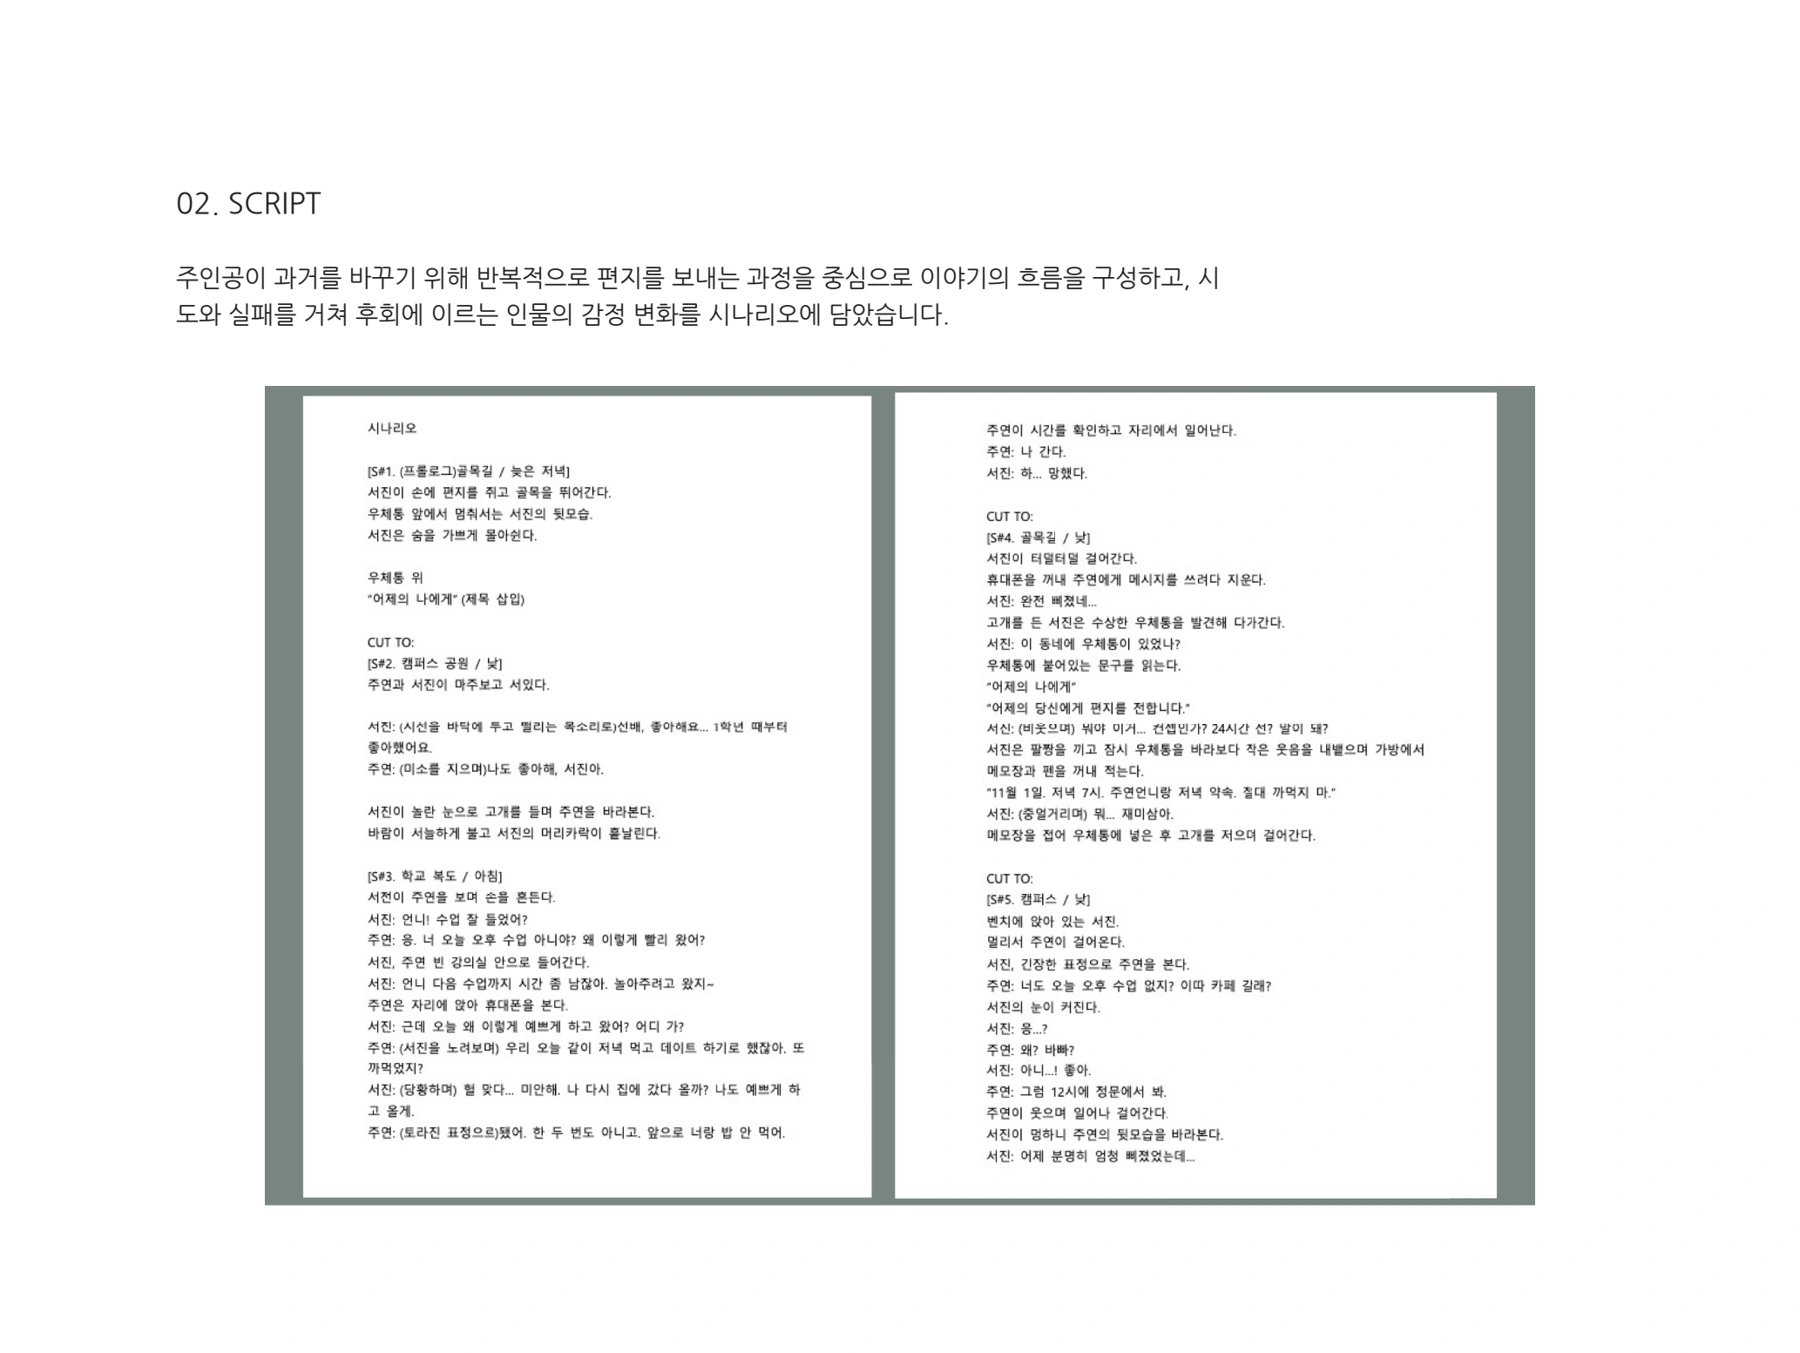 02. SCRIPT
주인공이 과거를 바꾸기 위해 반복적으로 편지를 보내는 과정을 중심으로 이야기의 흐름을 구성하고, 시
도와 실패를 거쳐 후회에 이르는 인물의 감정 변화를 시나리오에 담았습니다.
시나리오
[S#1. (프롤로그)골목길 / 늦은 저녁]
서진이 손에 편지를 쥐고 골목을 뛰어간다.
우체통 앞에서 멈춰서는 서진의 뒷모습.
서진은 숨을 가쁘게 몰아쉰다.
우체통 위
"어제의 나에게" (제목 삽입)
CUT TO:
[S#2. 캠퍼스 공원 / 낮]
주연과 서진이 마주보고 서있다.
서진: (시선을 바닥에 두고 떨리는 목소리로)선배, 좋아해요... 1학년 때부터
좋아했어요.
주연: (미소를 지으며)나도 좋아해, 서진아.
서진이 놀란 눈으로 고개를 들며 주연을 바라본다.
바람이 서늘하게 불고 서진의 머리카락이 흩날린다.
[S#3. 학교 복도 / 아침]
서전이 주연을 보며 손을 흔든다.
서진: 언니! 수업 잘 들었어?
주연: 응. 너 오늘 오후 수업 아니야? 왜 이렇게 빨리 왔어?
서진, 주연 빈 강의실 안으로 들어간다.
서진: 언니 다음 수업까지 시간 좀 남잖아. 놀아주려고 왔지~
주연은 자리에 앉아 휴대폰을 본다.
서진: 근데 오늘 왜 이렇게 예쁘게 하고 왔어? 어디 가?
주연: (서진을 노려보며) 우리 오늘 같이 저녁 먹고 데이트 하기로 했잖아. 또
까먹었지?
서진: (당황하며) 헐 맞다... 미안해. 나 다시 집에 갔다 올까? 나도 예쁘게 하
고 올게.
주연: (토라진 표정으르)됐어. 한 두 번도 아니고. 앞으로 너랑 밥 안 먹어.
주연이 시간를 확인하고 자리에서 일어난다.
주연: 나 간다.
서진: 하... 망했다.
CUT TO:
[S#4. 골목길 / 낮]
서진이 터덜터덜 걸어간다.
휴대폰을 꺼내 주연에게 메시지를 쓰려다 지운다.
서진: 완전 삐졌네...
고개를 든 서진은 수상한 우체통을 발견해 다가간다.
서진: 이 동네에 우체통이 있었나?
우체통에 붙어있는 문구를 읽는다.
"어제의 나에게"
"어제의 당신에게 편지를 전합니다."
서진: (비웃으며) 뭐야 이거... 컨셉인가? 24시간 전? 말이 돼?
서진은 팔짱을 끼고 잠시 우체통을 바라보다 작은 웃음을 내뱉으며 가방에서
메모장과 펜을 꺼내 적는다.
"11월 1일. 저녁 7시. 주연언니랑 저녁 약속. 절대 까먹지 마."
서진: (중얼거리며) 뭐... 재미삼아.
메모장을 접어 우체통에 넣은 후 고개를 저으며 걸어간다.
CUT TO:
[S#5. 캠퍼스 / 낮]
벤치에 앉아 있는 서진.
멀리서 주연이 걸어온다.
서진, 긴장한 표정으로 주연을 본다.
주연: 너도 오늘 오후 수업 없지? 이따 카페 갈래?
서진의 눈이 커진다.
서진: 응...?
주연: 왜? 바빠?
서진: 아니...! 좋아.
주연: 그럼 12시에 정문에서 봐.
주연이 웃으며 일어나 걸어간다.
서진이 멍하니 주연의 뒷모습을 바라본다.
서진: 어제 분명히 엄청 삐졌었는데...